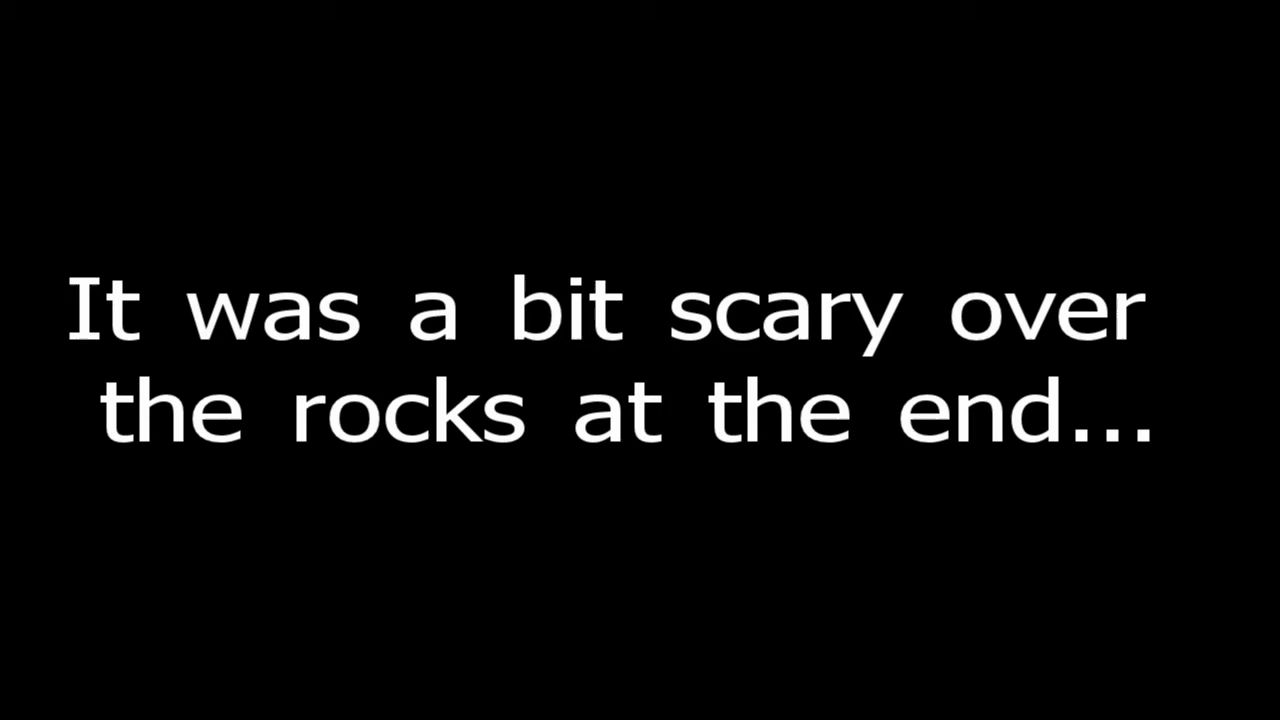 It was a bit scary over
the rocks at the end...